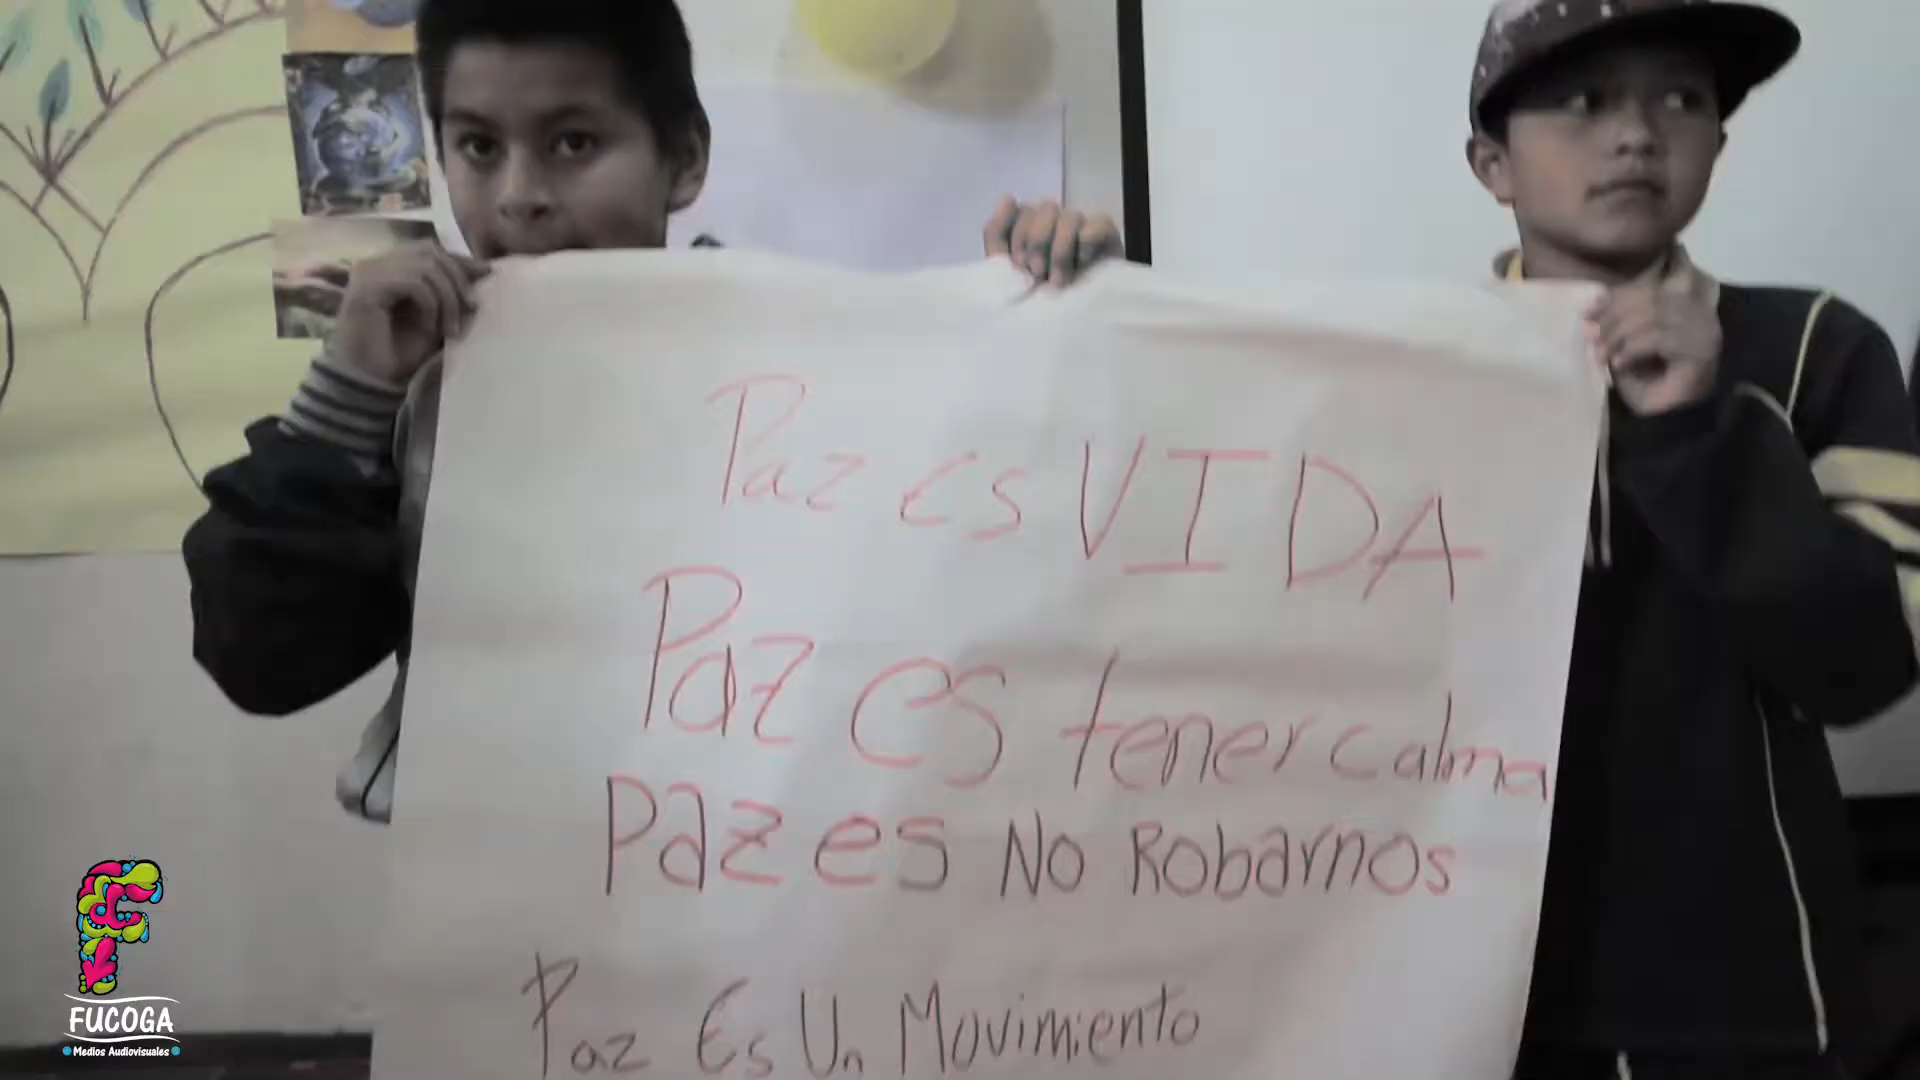 Paz es VIDA
Paz es tener calma
Paz es No Robarnos
Paz Es Un Movimiento
FUCOGA
Medios Audiovisuales